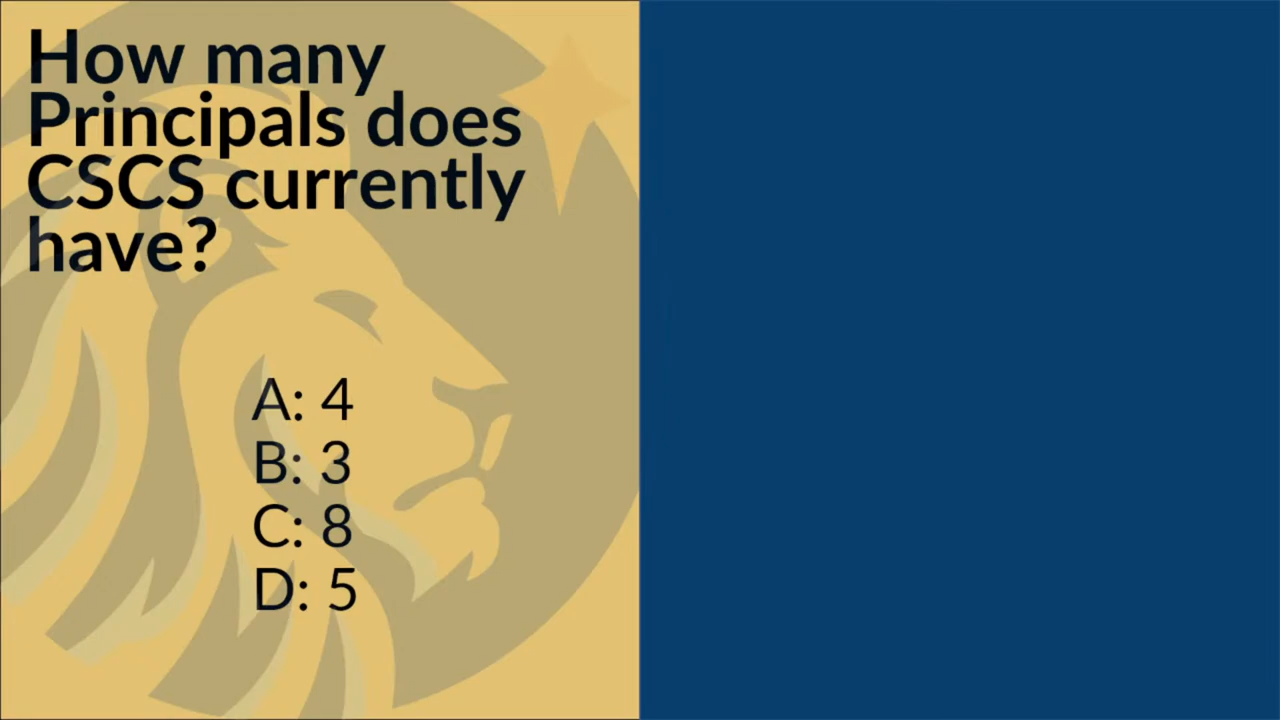 How many
Principals does
CSCS currently
have?
A: 4
B: 3
C: 8
D: 5